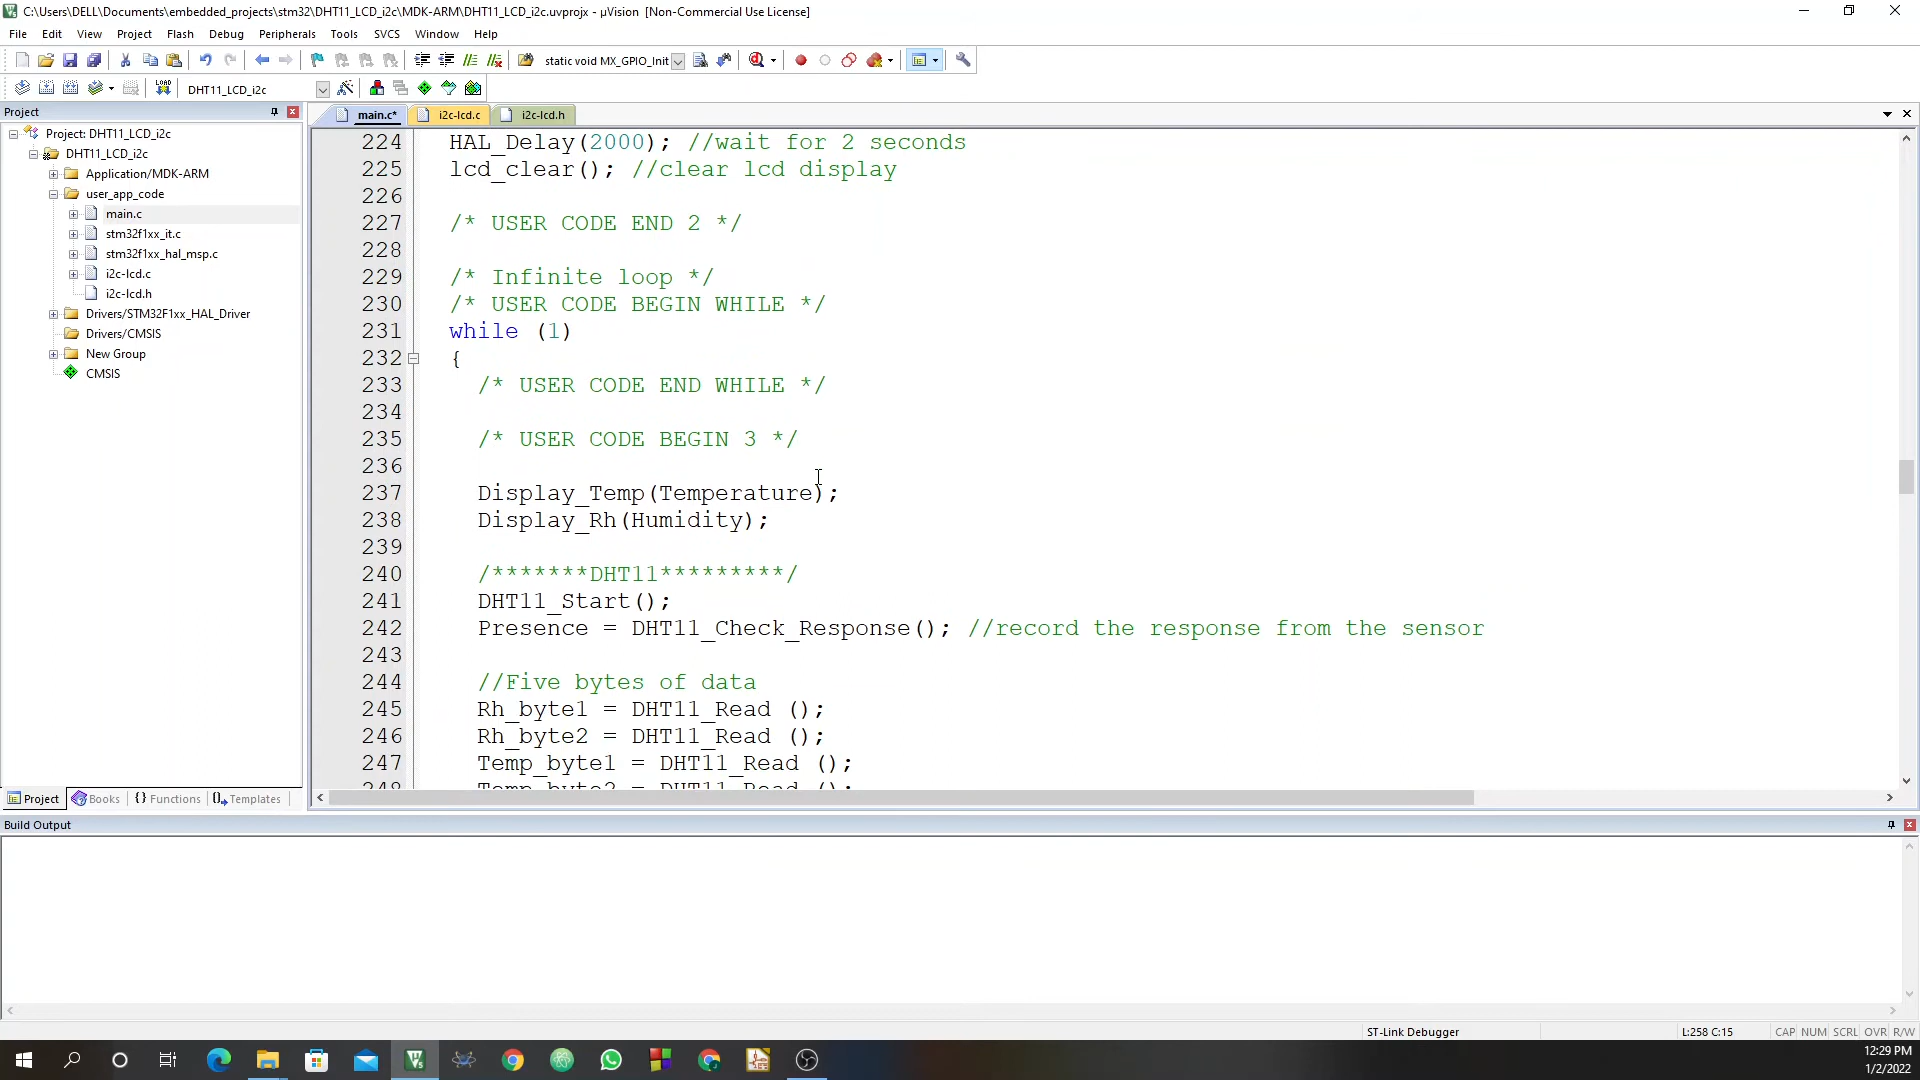 C:\Users\DELL\Documents\embedded_projects\stm32\DHT11_LCD_i2c\MDK-ARM\DHT11_LCD_i2c.uvprojx - µVision  [Non-Commercial Use License]
File Edit View Project Flash Debug Peripherals Tools SVCS Window Help
static void MX_GPIO_Init
LOAD DHT11_LCD_i2c
Project
main.c* i2c-lcd.c i2c-lcd.h
Project: DHT11_LCD_i2c
DHT11_LCD_i2c
Application/MDK-ARM
user_app_code
main.c
stm32f1xx_it.c
stm32f1xx_hal_msp.c
i2c-lcd.c
i2c-lcd.h
Drivers/STM32F1xx_HAL_Driver
Drivers/CMSIS
New Group
CMSIS
224 HAL_Delay(2000); //wait for 2 seconds
225 lcd_clear(); //clear lcd display
226
227 /* USER CODE END 2 */
228
229 /* Infinite loop */
230 /* USER CODE BEGIN WHILE */
231 while (1)
232 {
233 /* USER CODE END WHILE */
234
235 /* USER CODE BEGIN 3 */
236
237 Display_Temp(Temperature);
238 Display_Rh(Humidity);
239
240 /*******DHT11*********/
241 DHT11_Start();
242 Presence = DHT11_Check_Response(); //record the response from the sensor
243
244 //Five bytes of data
245 Rh_byte1 = DHT11_Read ();
246 Rh_byte2 = DHT11_Read ();
247 Temp_byte1 = DHT11_Read ();
248 Temp_byte2 = DHT11_Read ();
Project Books {} Functions Templates
Build Output
ST-Link Debugger L:258 C:15 CAP NUM SCRL OVR R/W
12:29 PM
1/2/2022